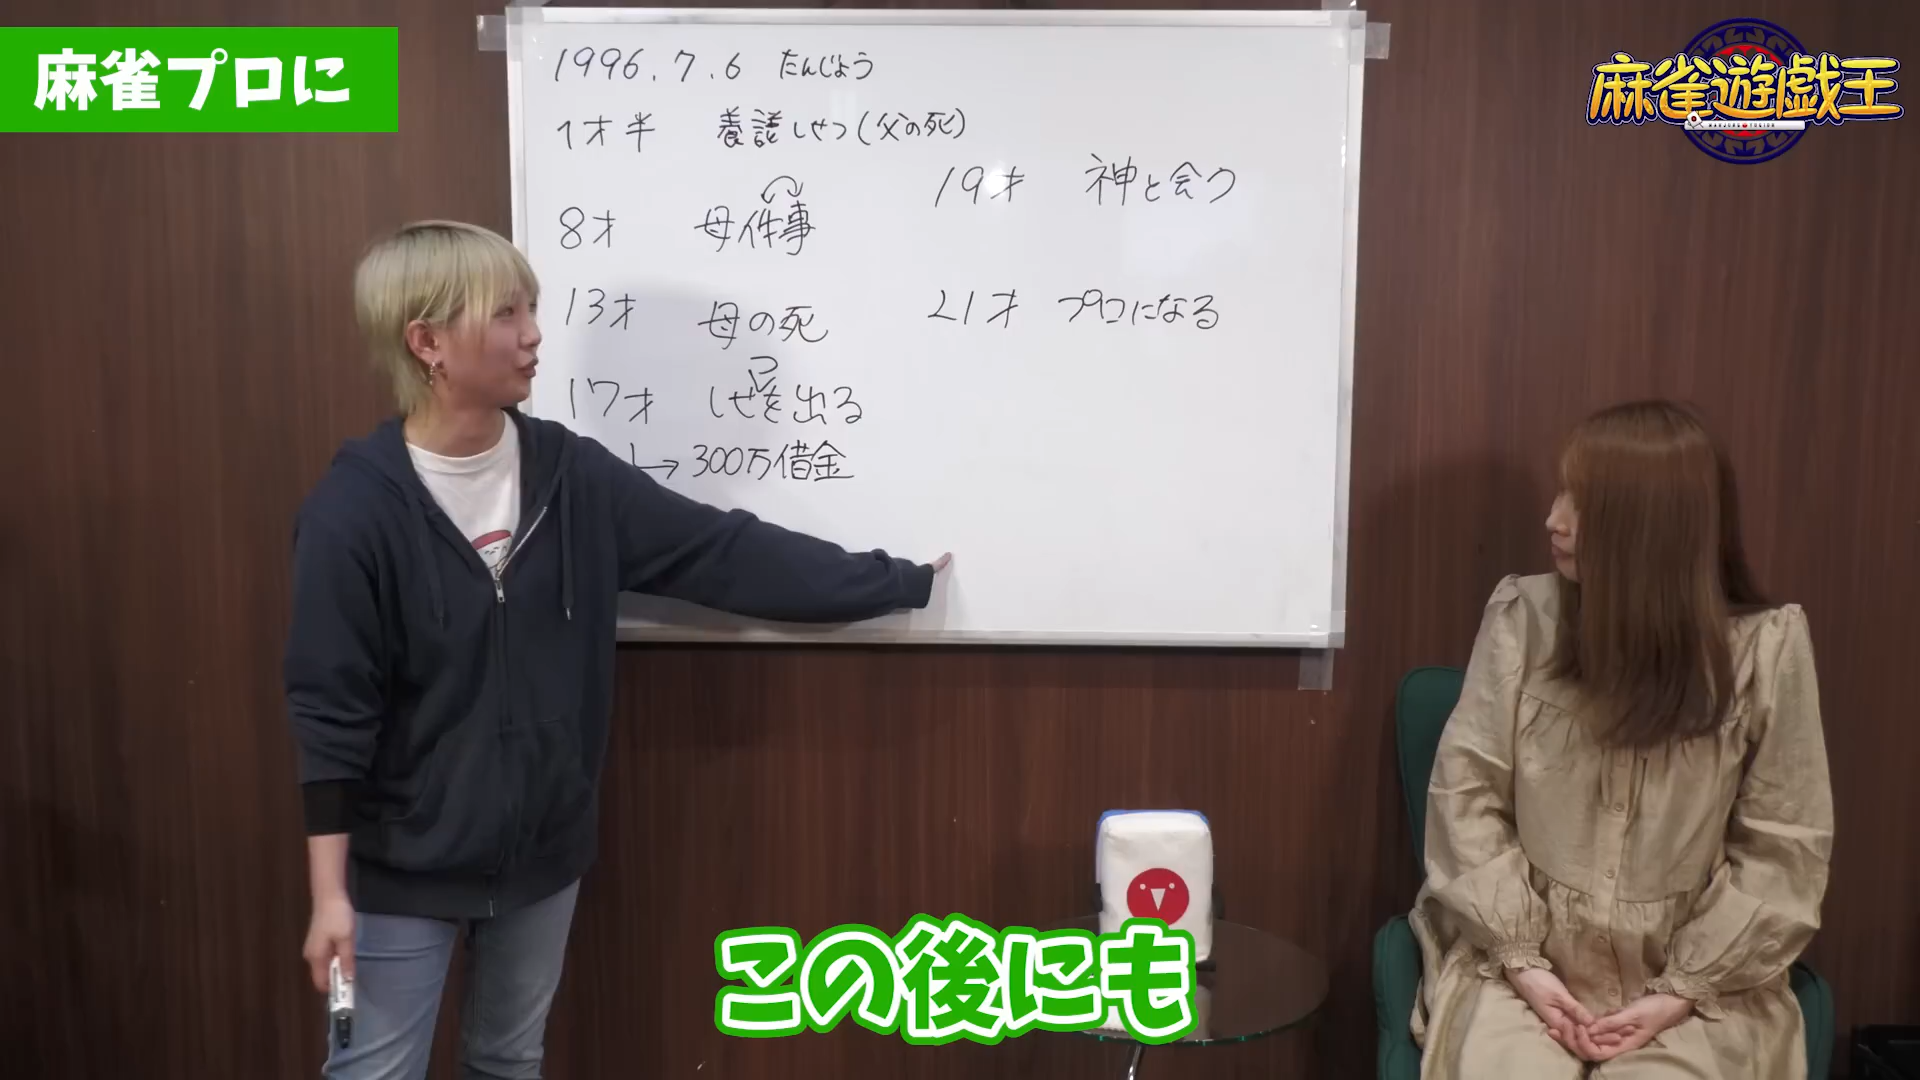 麻雀プロに
麻雀遊戯王
1996.7.6 たんじょう
1才半 養護しせつ(父の死)
8才 母件事
13才 母の死
17才 しせを出る
→300万借金
19才 神と会う
21才 プロになる
この後にも